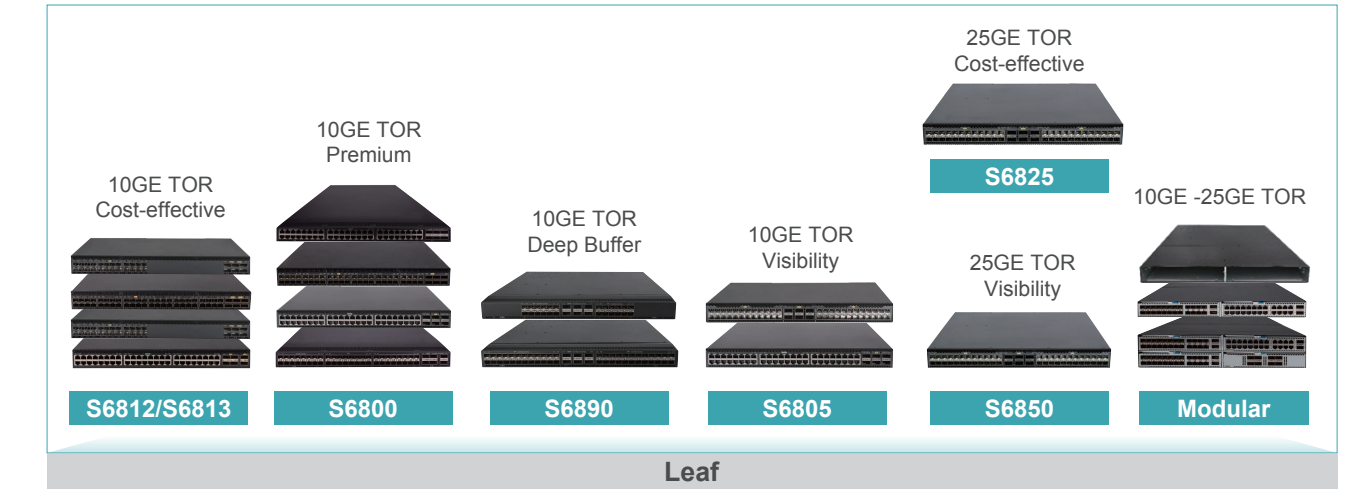 10GE TOR
Cost-effective
S6812/S6813
10GE TOR
Premium
S6800
10GE TOR
Deep Buffer
S6890
10GE TOR
Visibility
S6805
25GE TOR
Cost-effective
S6825
25GE TOR
Visibility
S6850
10GE -25GE TOR
Modular
Leaf